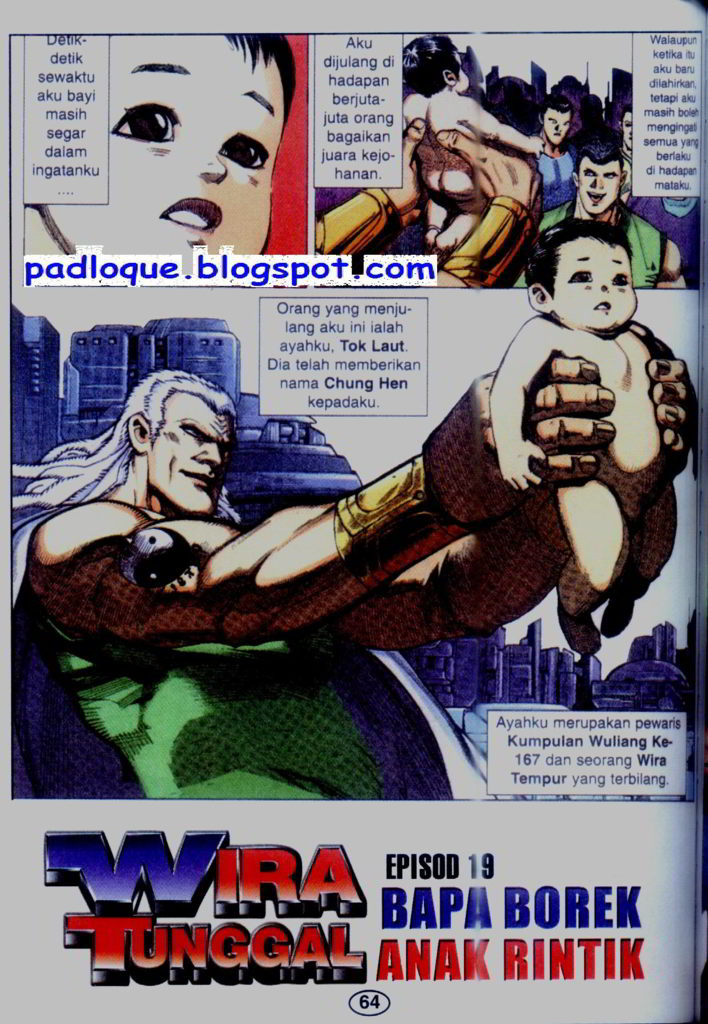 Detik-
detik
sewaktu
aku bayi
masih
segar
dalam
ingatanku
....
Aku
dijulang di
hadapan
berjuta-
juta orang
bagaikan
juara kejo-
hanan.
Walaupun
ketika itu
aku baru
dilahirkan,
tetapi aku
masih boleh
mengingati
semua yang
berlaku
di hadapan
mataku.
padloque.blogspot.com
Orang yang menju-
lang aku ini ialah
ayahku, Tok Laut.
Dia telah memberikan
nama Chung Hen
kepadaku.
Ayahku merupakan pewaris
Kumpulan Wuliang Ke-
167 dan seorang Wira
Tempur yang terbilang.
WIRA
TUNGGAL
EPISOD 19
BAPA BOREK
ANAK RINTIK
64